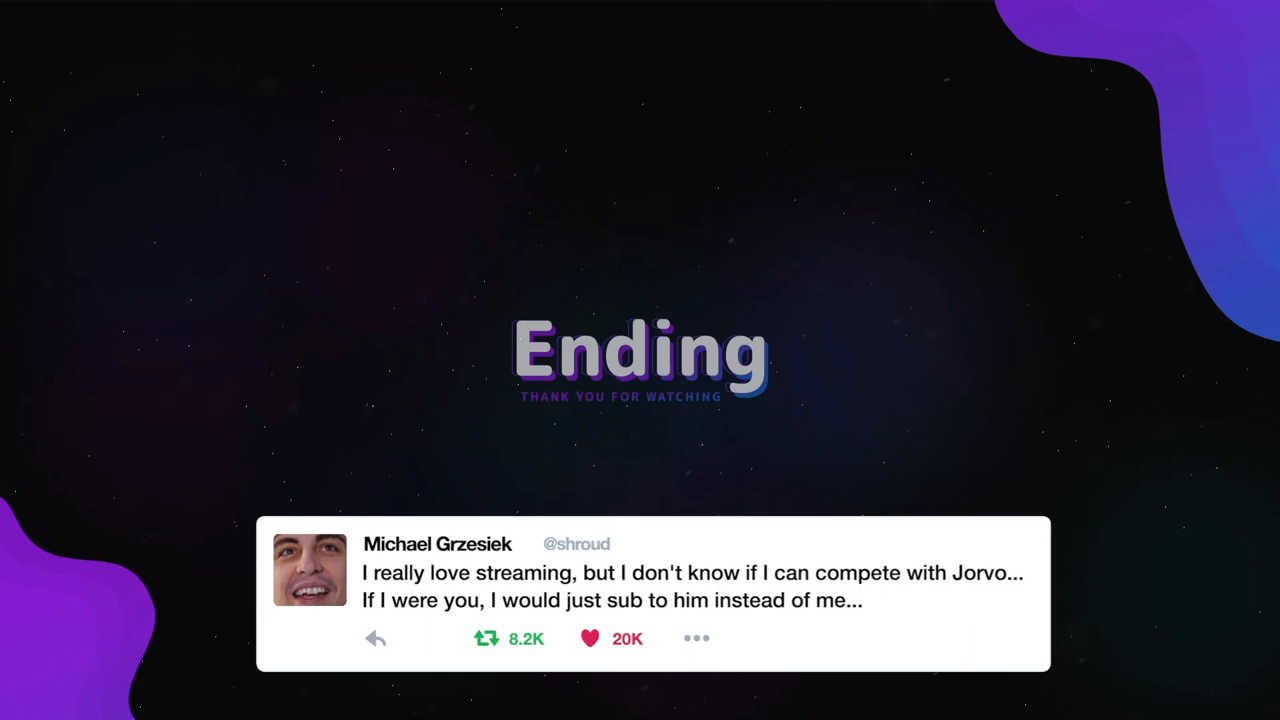 Ending
THANK YOU FOR WATCHING
Michael Grzesiek @shroud
I really love streaming, but I don't know if I can compete with Jorvo...
If I were you, I would just sub to him instead of me...
8.2K 20K